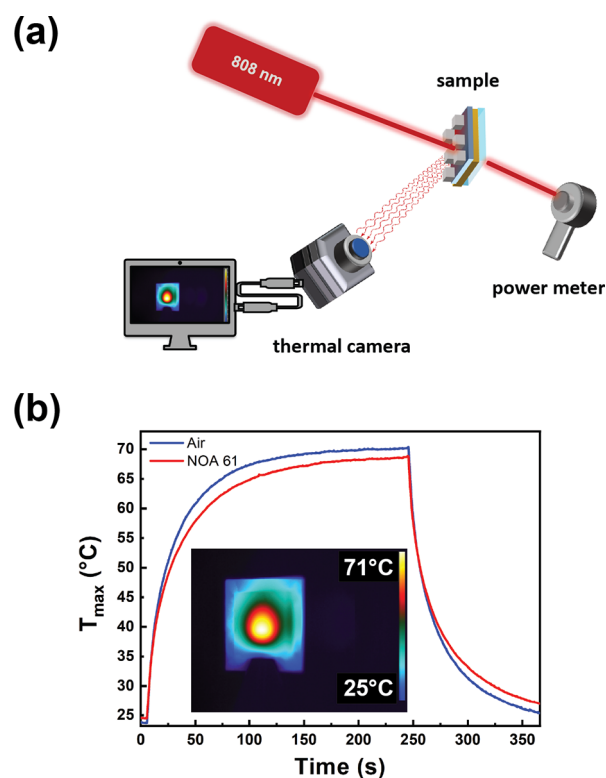 (a)
808 nm
sample
power meter
thermal camera
(b)
Air
NOA 61
71°C
25°C
T_max (°C)
70
65
60
55
50
45
40
35
30
25
0 50 100 150 200 250 300 350
Time (s)